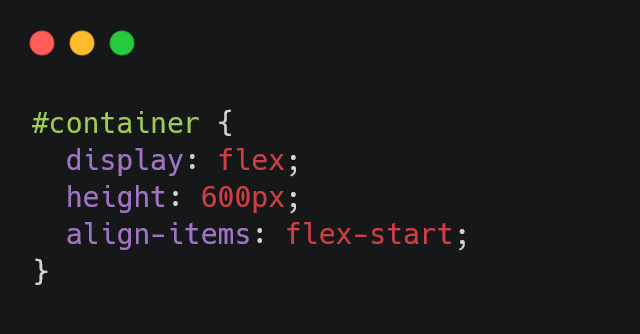 #container {
  display: flex;
  height: 600px;
  align-items: flex-start;
}